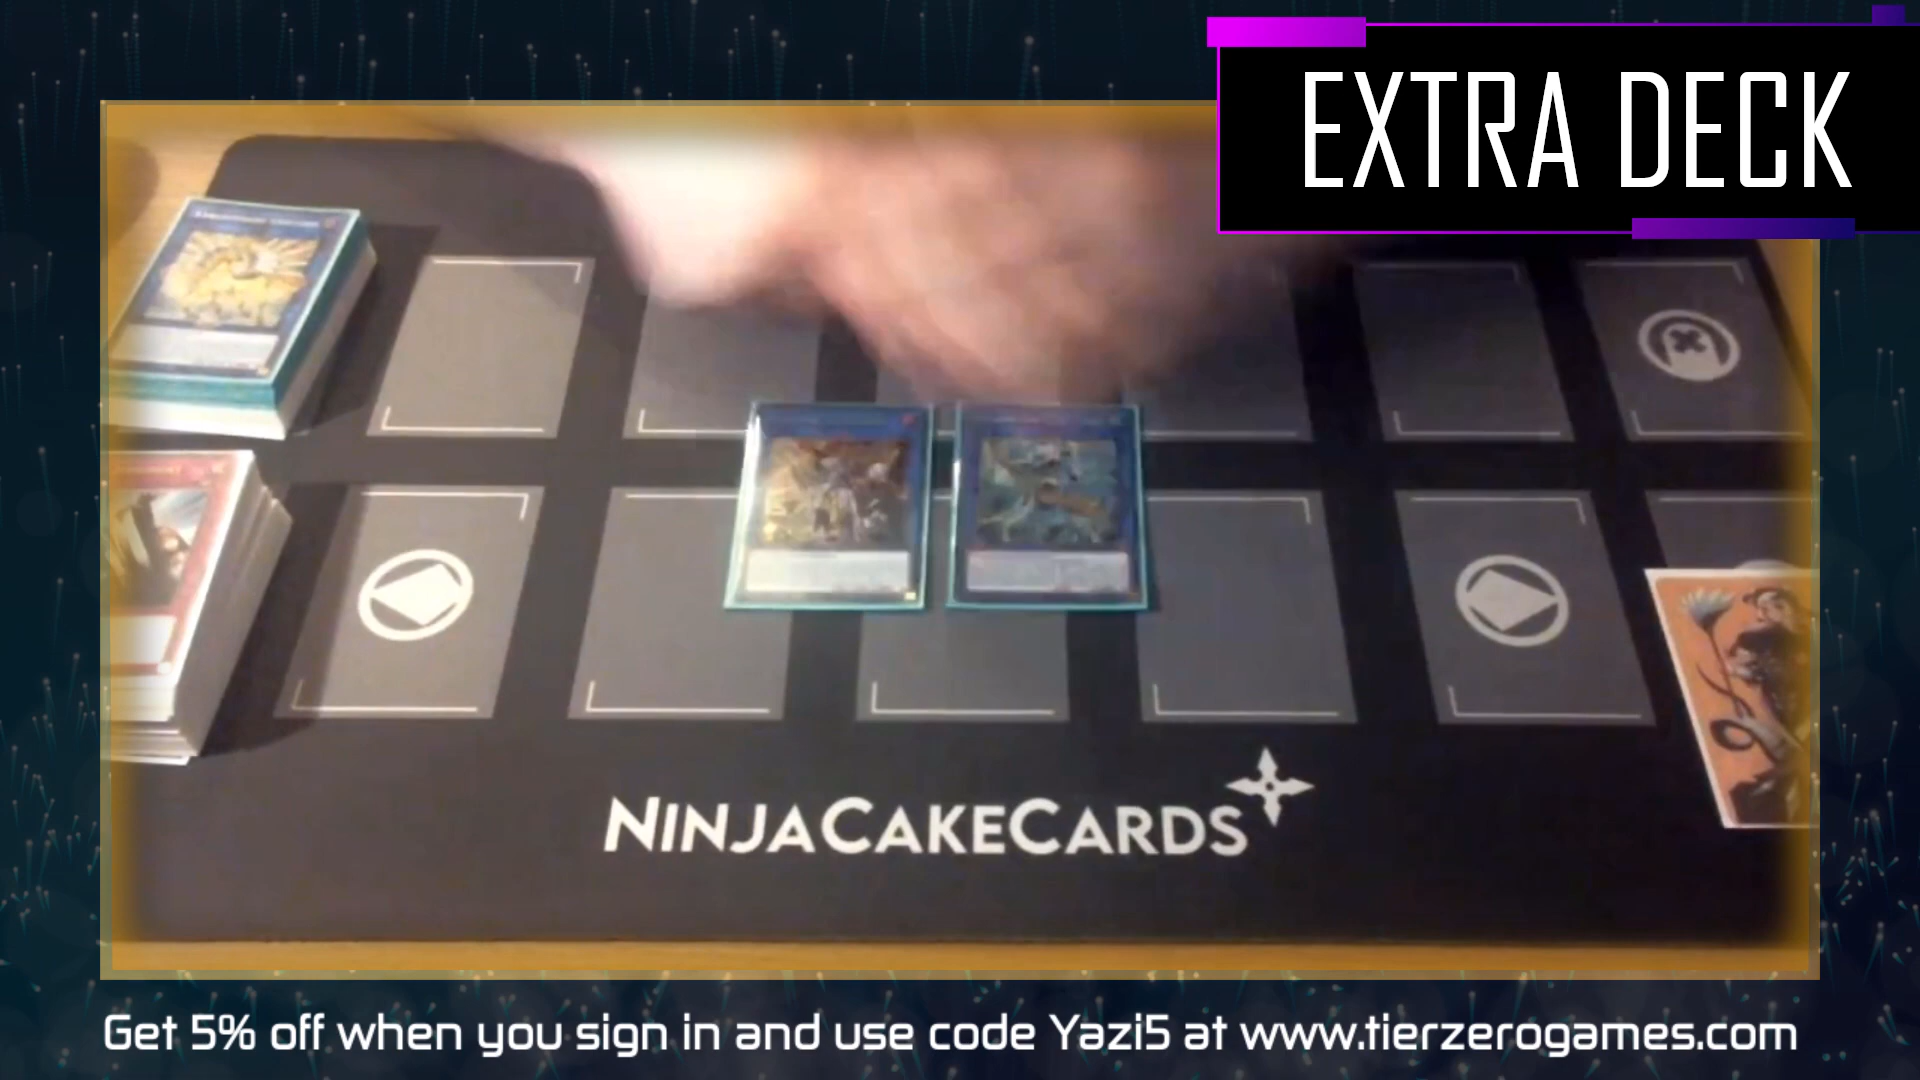 EXTRA DECK
NINJACAKECARDS
Get 5% off when you sign in and use code Yazi5 at www.tierzerogames.com